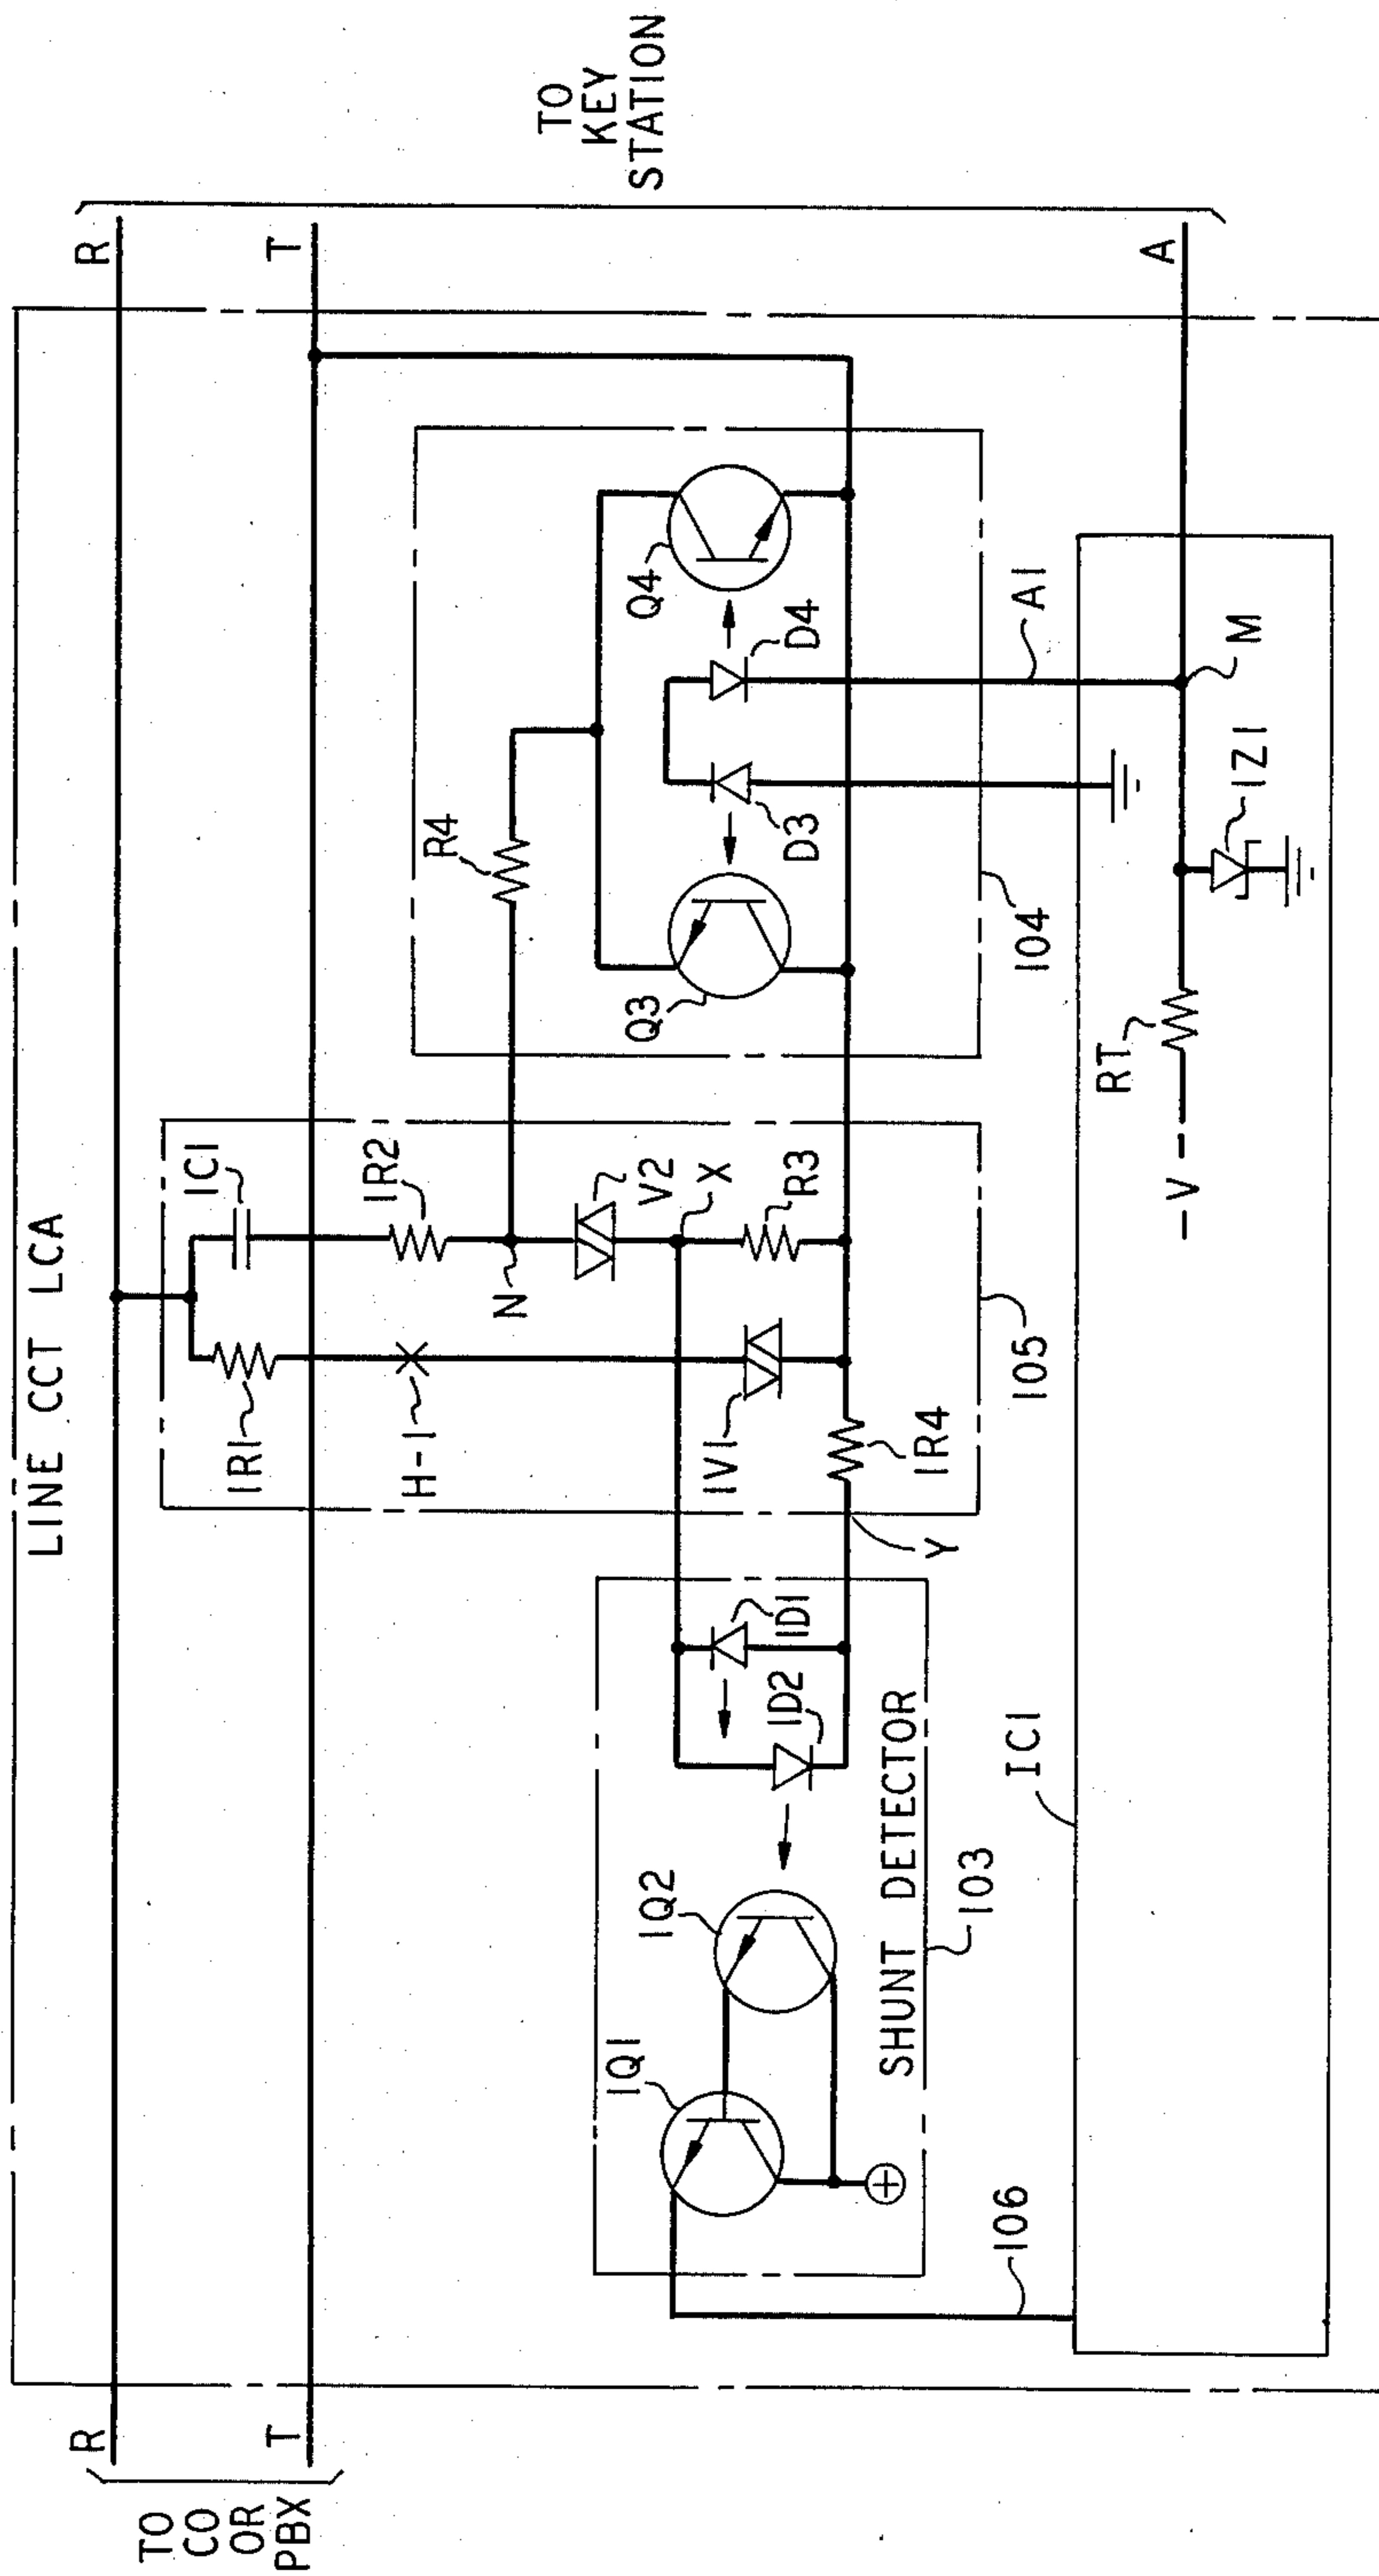 LINE CCT LCA
TO
CO
OR
PBX
R
T
R
T
A
TO
KEY
STATION
1R1
1C1
H-1
1R2
N
V2
X
R3
1V1
1R4
Y
105
R4
Q3
Q4
D3
D4
104
A1
1Q1
1Q2
1D1
1D2
SHUNT DETECTOR
103
106
IC1
-V
RT
1Z1
M